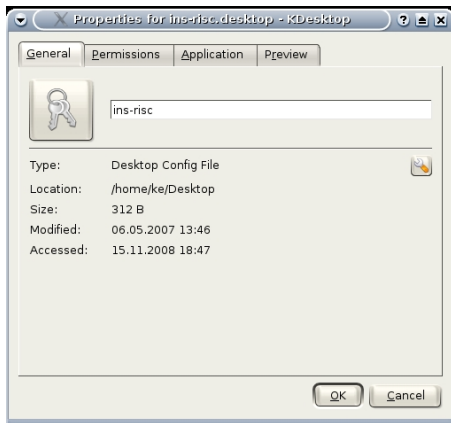 Properties for ins-risc.desktop - KDesktop
General Permissions Application Preview
ins-risc
Type: Desktop Config File
Location: /home/ke/Desktop
Size: 312 B
Modified: 06.05.2007 13:46
Accessed: 15.11.2008 18:47
OK Cancel